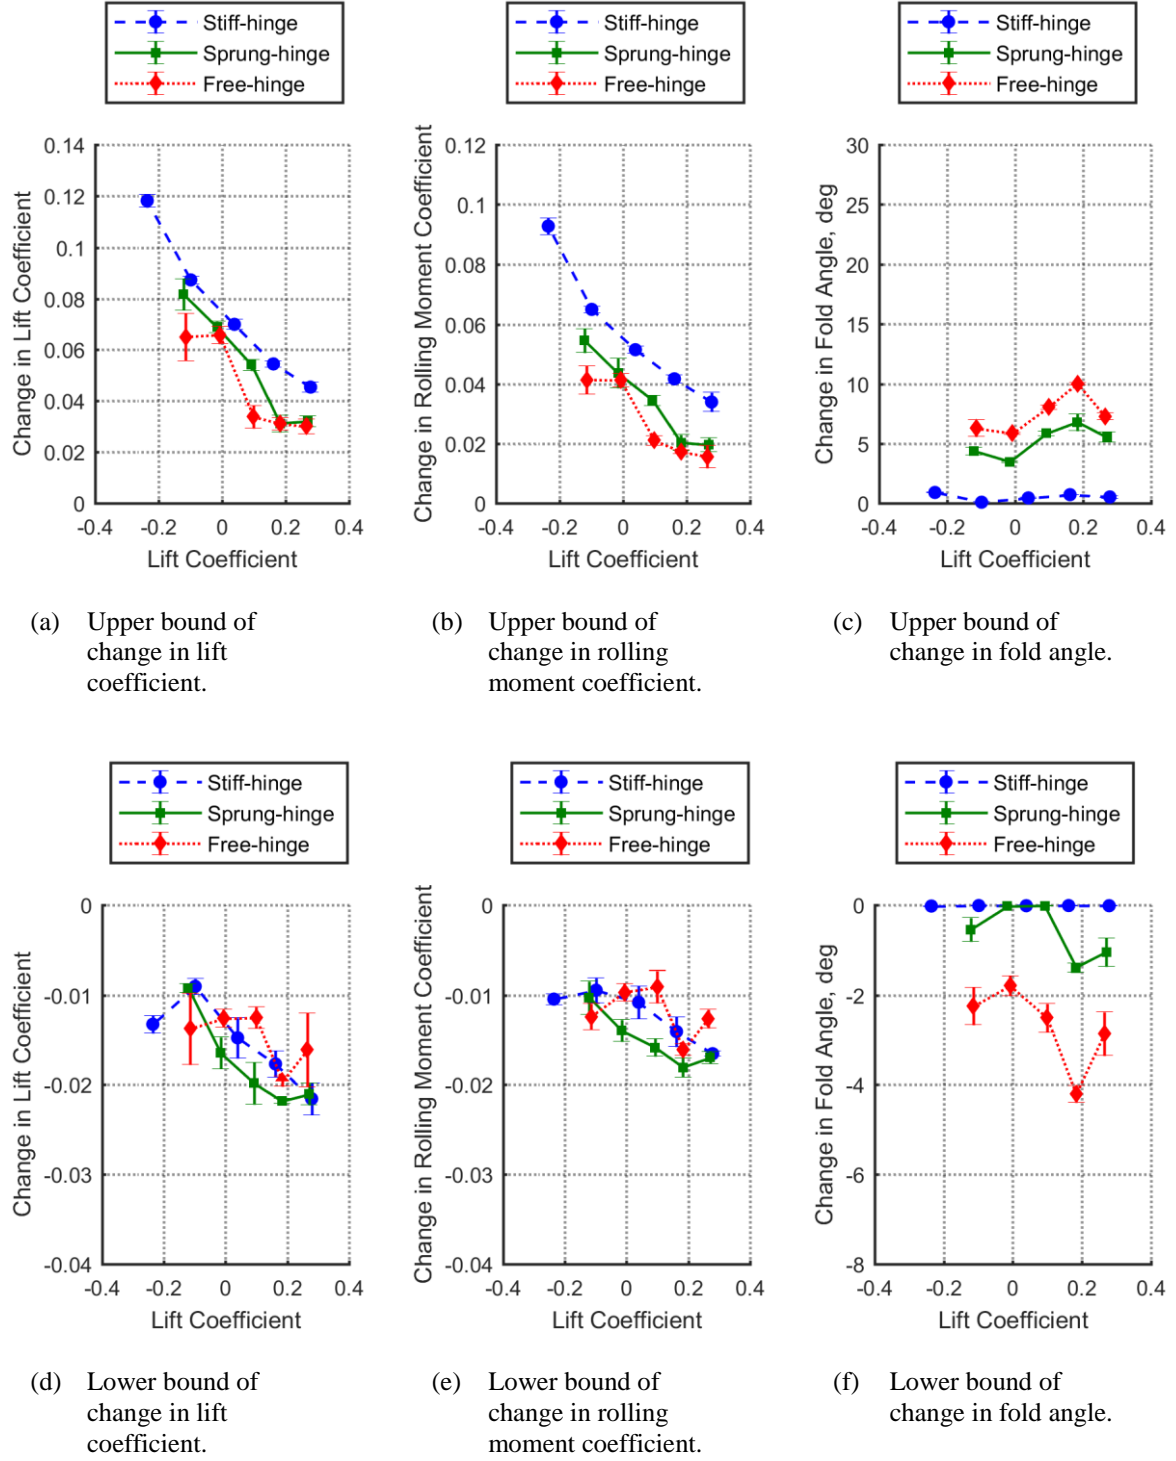 Stiff-hinge
Sprung-hinge
Free-hinge
Stiff-hinge
Sprung-hinge
Free-hinge
Stiff-hinge
Sprung-hinge
Free-hinge
Change in Lift Coefficient
0.14
0.12
0.1
0.08
0.06
0.04
0.02
0
-0.4 -0.2 0 0.2 0.4
Lift Coefficient
Change in Rolling Moment Coefficient
0.12
0.1
0.08
0.06
0.04
0.02
0
-0.4 -0.2 0 0.2 0.4
Lift Coefficient
Change in Fold Angle, deg
30
25
20
15
10
5
0
-0.4 -0.2 0 0.2 0.4
Lift Coefficient
(a) Upper bound of
change in lift
coefficient.
(b) Upper bound of
change in rolling
moment coefficient.
(c) Upper bound of
change in fold angle.
Stiff-hinge
Sprung-hinge
Free-hinge
Stiff-hinge
Sprung-hinge
Free-hinge
Stiff-hinge
Sprung-hinge
Free-hinge
Change in Lift Coefficient
0
-0.01
-0.02
-0.03
-0.04
-0.4 -0.2 0 0.2 0.4
Lift Coefficient
Change in Rolling Moment Coefficient
0
-0.01
-0.02
-0.03
-0.04
-0.4 -0.2 0 0.2 0.4
Lift Coefficient
Change in Fold Angle, deg
0
-2
-4
-6
-8
-0.4 -0.2 0 0.2 0.4
Lift Coefficient
(d) Lower bound of
change in lift
coefficient.
(e) Lower bound of
change in rolling
moment coefficient.
(f) Lower bound of
change in fold angle.